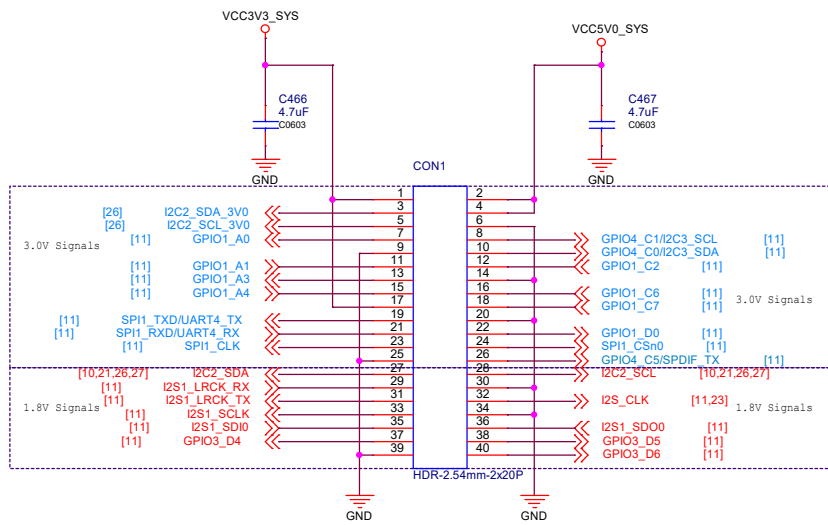 VCC3V3_SYS
VCC5V0_SYS
C466
4.7uF
C0603
C467
4.7uF
C0603
GND
GND
CON1
1 2
[26] I2C2_SDA_3V0 3 4
[26] I2C2_SCL_3V0 5 6
3.0V Signals
[11] GPIO1_A0 7 8 GPIO4_C1/I2C3_SCL [11]
9 10 GPIO4_C0/I2C3_SDA [11]
[11] GPIO1_A1 11 12 GPIO1_C2 [11]
[11] GPIO1_A3 13 14
[11] GPIO1_A4 15 16 GPIO1_C6 [11]
17 18 GPIO1_C7 [11]
3.0V Signals
[11] SPI1_TXD/UART4_TX 19 20
[11] SPI1_RXD/UART4_RX 21 22 GPIO1_D0 [11]
[11] SPI1_CLK 23 24 SPI1_CSn0 [11]
25 26 GPIO4_C5/SPDIF_TX [11]
[10,21,26,27] I2C2_SDA 27 28 I2C2_SCL [10,21,26,27]
[11] I2S1_LRCK_RX 29 30
[11] I2S1_LRCK_TX 31 32 I2S_CLK [11,23]
1.8V Signals
1.8V Signals
[11] I2S1_SCLK 33 34
[11] I2S1_SDI0 35 36 I2S1_SDO0 [11]
[11] GPIO3_D4 37 38 GPIO3_D5 [11]
39 40 GPIO3_D6 [11]
HDR-2.54mm-2x20P
GND
GND